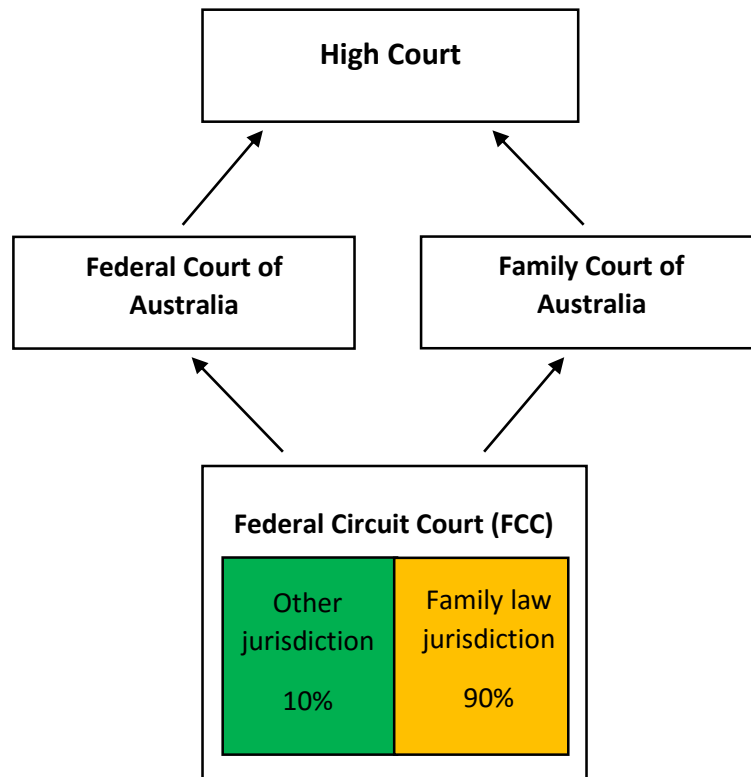 High Court
Federal Court of
Australia
Family Court of
Australia
Federal Circuit Court (FCC)
Other
jurisdiction
10%
Family law
jurisdiction
90%